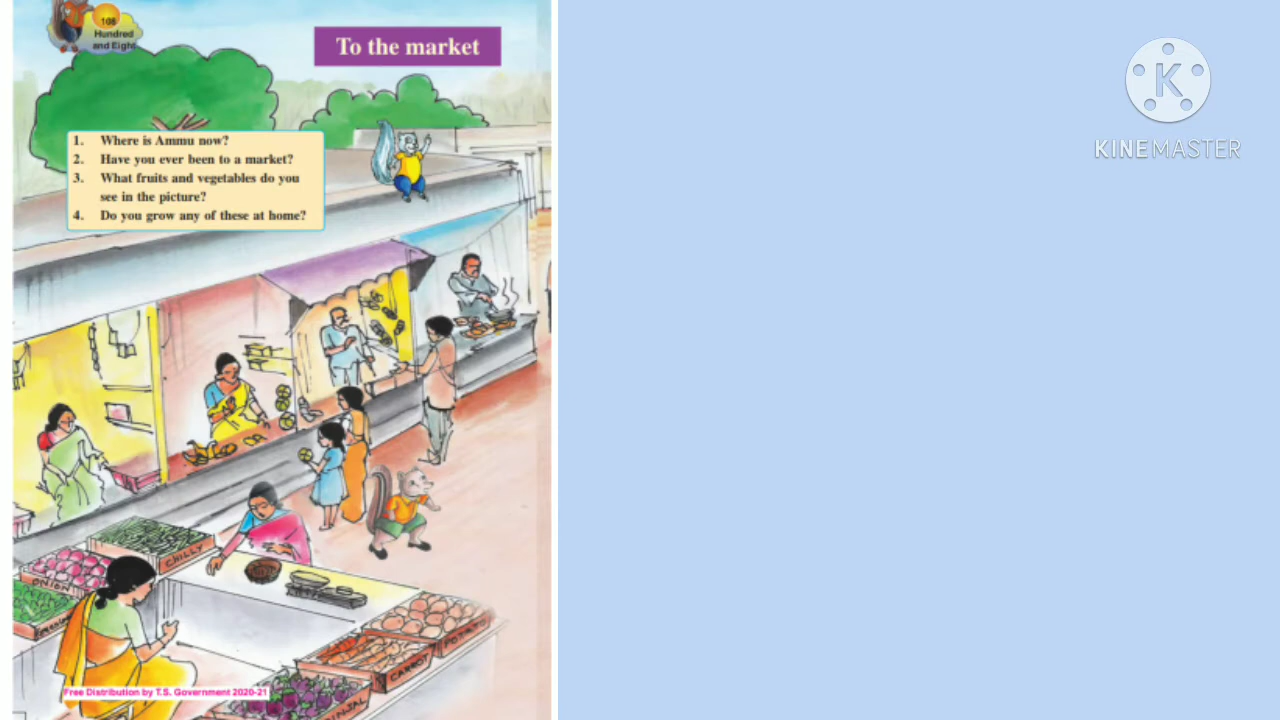 108
Hundred
and Eight
To the market
1. Where is Ammu now?
2. Have you ever been to a market?
3. What fruits and vegetables do you
see in the picture?
4. Do you grow any of these at home?
CHILLY
ONION
POTATO
CARROT
INJAL
Free Distribution by T.S. Government 2020-21
K
KINEMASTER